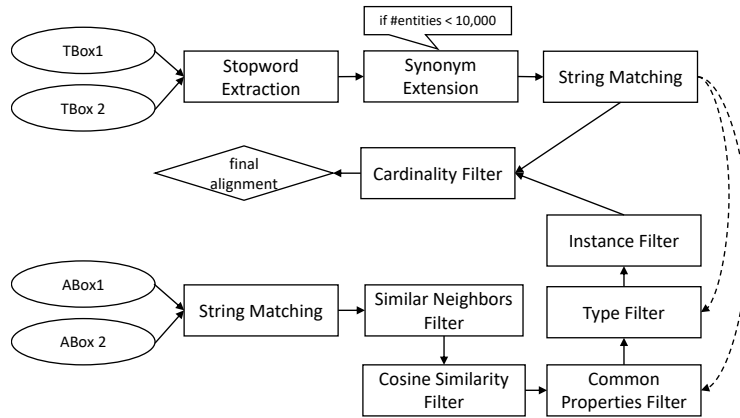 if #entities < 10,000
TBox1
TBox 2
Stopword
Extraction
Synonym
Extension
String Matching
final
alignment
Cardinality Filter
Instance Filter
ABox1
ABox 2
String Matching
Similar Neighbors
Filter
Type Filter
Cosine Similarity
Filter
Common
Properties Filter